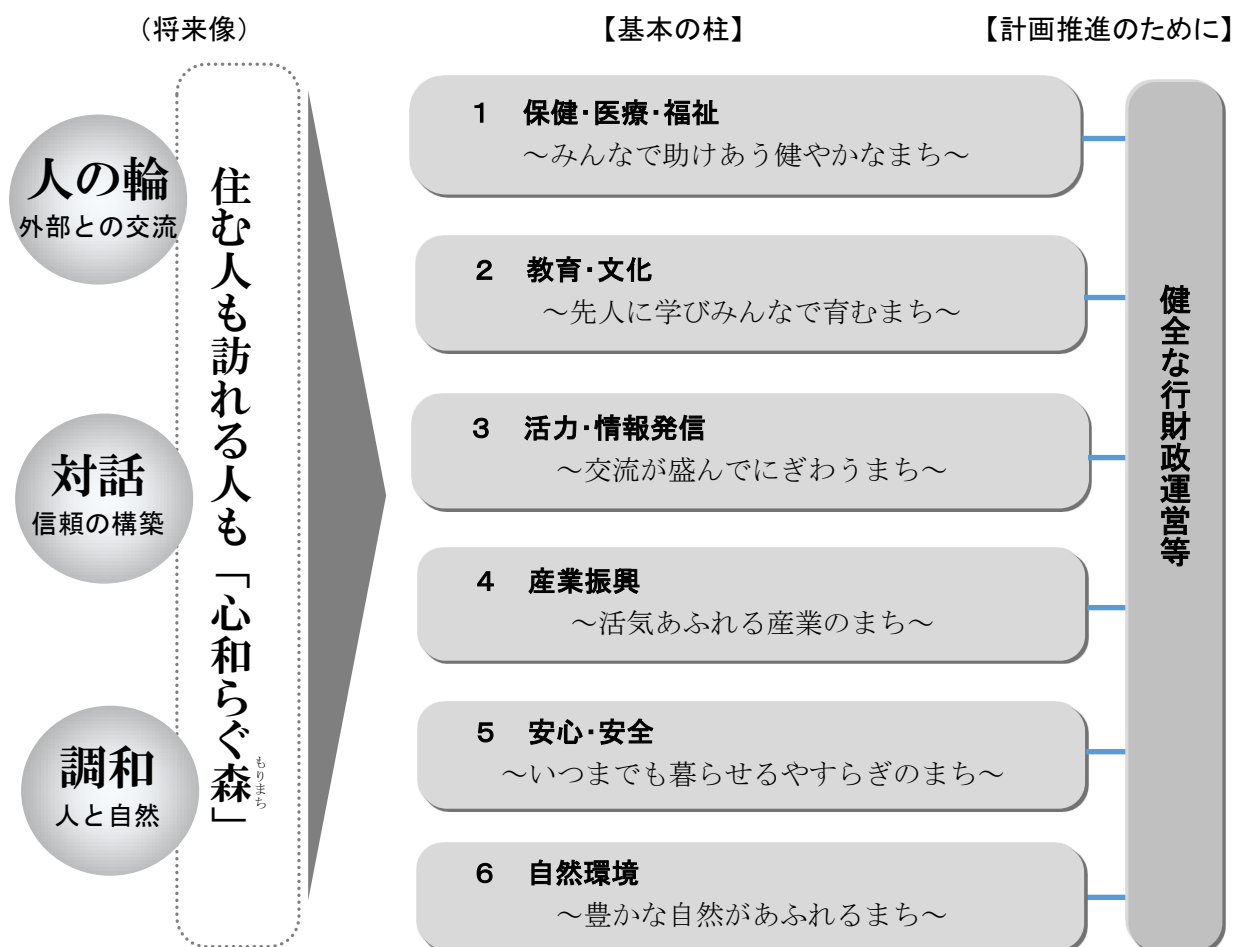 （将来像）
【基本の柱】
【計画推進のために】
人の輪
外部との交流
対話
信頼の構築
調和
人と自然
住む人も訪れる人も「心和らぐ森」
もりまち
１　保健・医療・福祉
～みんなで助けあう健やかなまち～
２　教育・文化
～先人に学びみんなで育むまち～
３　活力・情報発信
～交流が盛んでにぎわうまち～
４　産業振興
～活気あふれる産業のまち～
５　安心・安全
～いつまでも暮らせるやすらぎのまち～
６　自然環境
～豊かな自然があふれるまち～
健全な行財政運営等